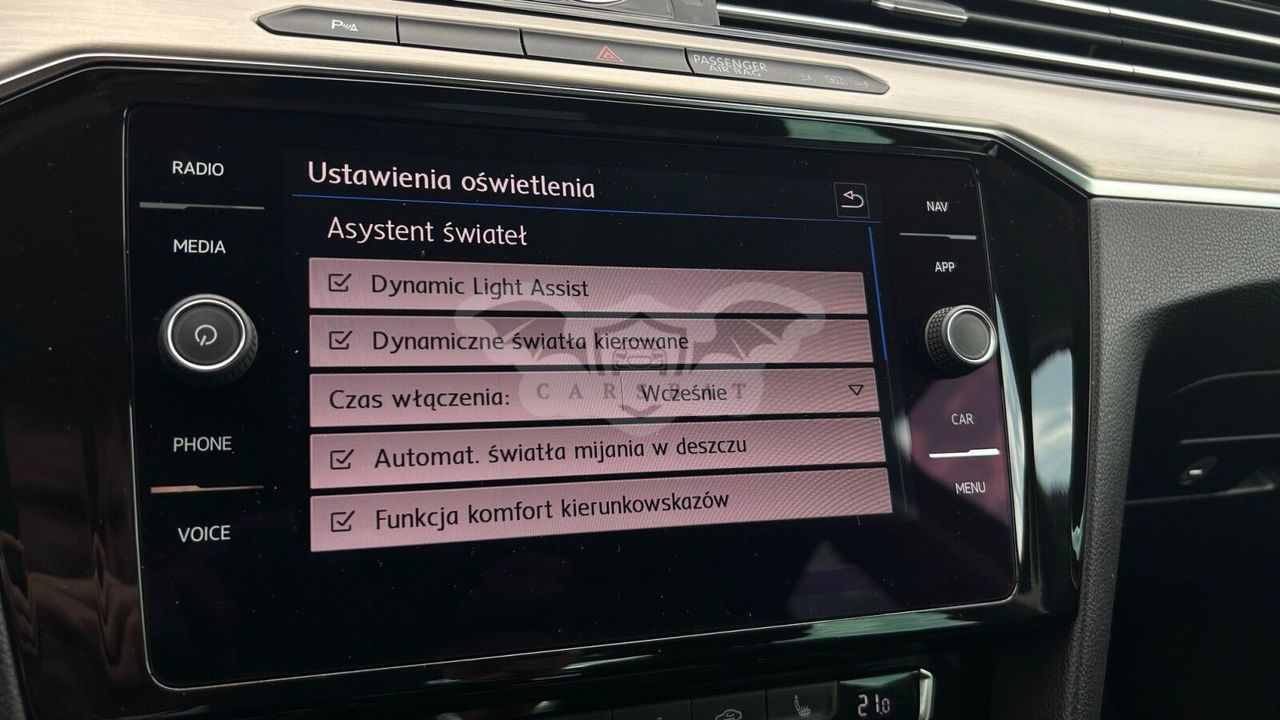 P
PASSENGER
AIR BAG
RADIO
MEDIA
PHONE
VOICE
Ustawienia oświetlenia
Asystent świateł
Dynamic Light Assist
Dynamiczne światła kierowane
Czas włączenia: Wcześnie
Automat. światła mijania w deszczu
Funkcja komfort kierunkowskazów
CARSBAT
NAV
APP
CAR
MENU
21.0